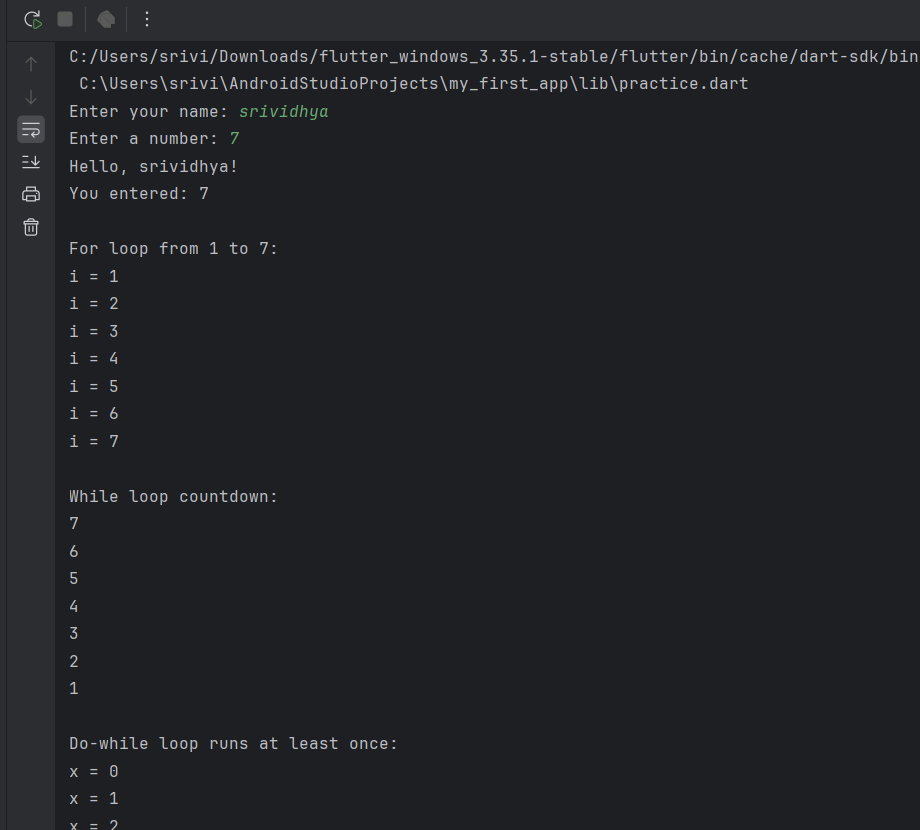 C:/Users/srivi/Downloads/flutter_windows_3.35.1-stable/flutter/bin/cache/dart-sdk/bin
C:\Users\srivi\AndroidStudioProjects\my_first_app\lib\practice.dart
Enter your name: srividhya
Enter a number: 7
Hello, srividhya!
You entered: 7
For loop from 1 to 7:
i = 1
i = 2
i = 3
i = 4
i = 5
i = 6
i = 7
While loop countdown:
7
6
5
4
3
2
1
Do-while loop runs at least once:
x = 0
x = 1
x = 2